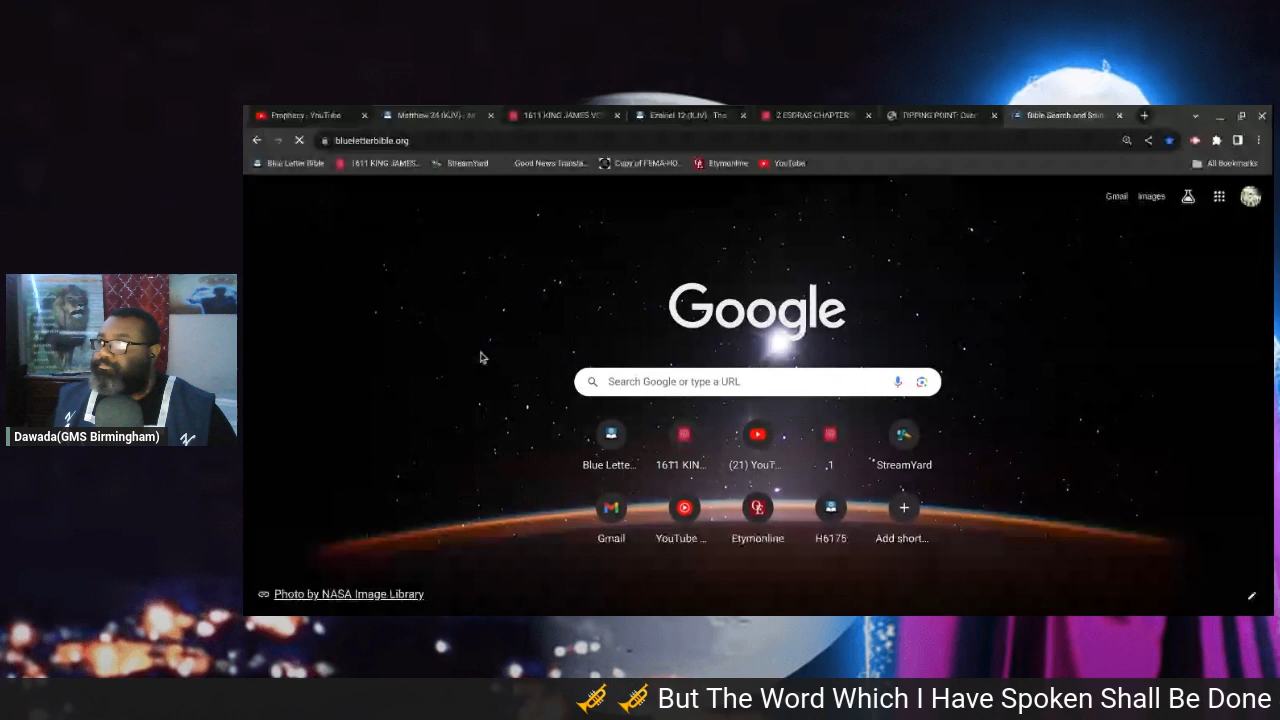 Prophecy - YouTube
Matthew 24 (KJV) - An
1611 KING JAMES VE
Ezekiel 12 (KJV) - The
2 ESDRAS CHAPTER
TIPPING POINT: Over
Bible Search and Stud
blueletterbible.org
Blue Letter Bible
1611 KING JAMES...
StreamYard
Good News Transla...
Copy of FEMA-HO...
Etymonline
YouTube
All Bookmarks
Gmail
Images
Google
Search Google or type a URL
Blue Lette...
1611 KIN...
(21) YouT...
.1
StreamYard
Gmail
YouTube ...
Etymonline
H6175
Add short...
Photo by NASA Image Library
Dawada(GMS Birmingham)
🎺 🎺 But The Word Which I Have Spoken Shall Be Done